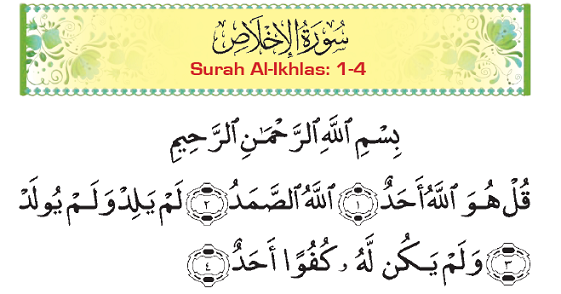 سُورَةُ الْإِخْلَاصِ
Surah Al-Ikhlas: 1-4
بِسْمِ اللَّهِ الرَّحْمَـٰنِ الرَّحِيمِ
قُلْ هُوَ اللَّهُ أَحَدٌ ١ اللَّهُ الصَّمَدُ ٢ لَمْ يَلِدْ وَلَمْ يُولَدْ
٣ وَلَمْ يَكُن لَّهُۥ كُفُوًا أَحَدٌ ٤